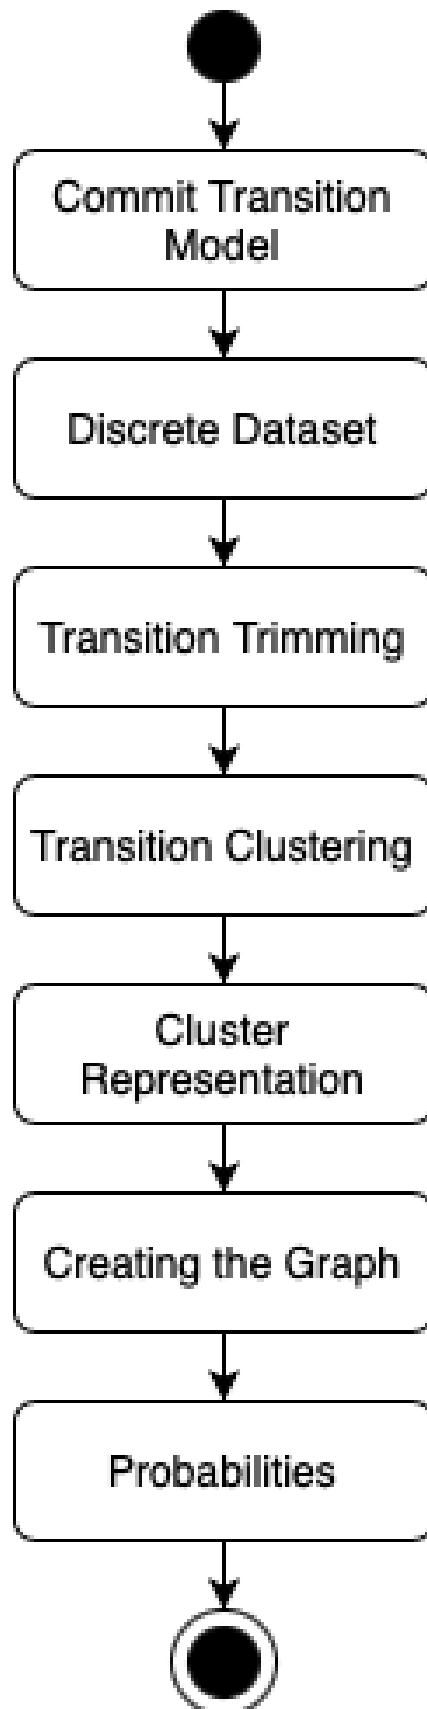 Commit Transition
Model
Discrete Dataset
Transition Trimming
Transition Clustering
Cluster
Representation
Creating the Graph
Probabilities